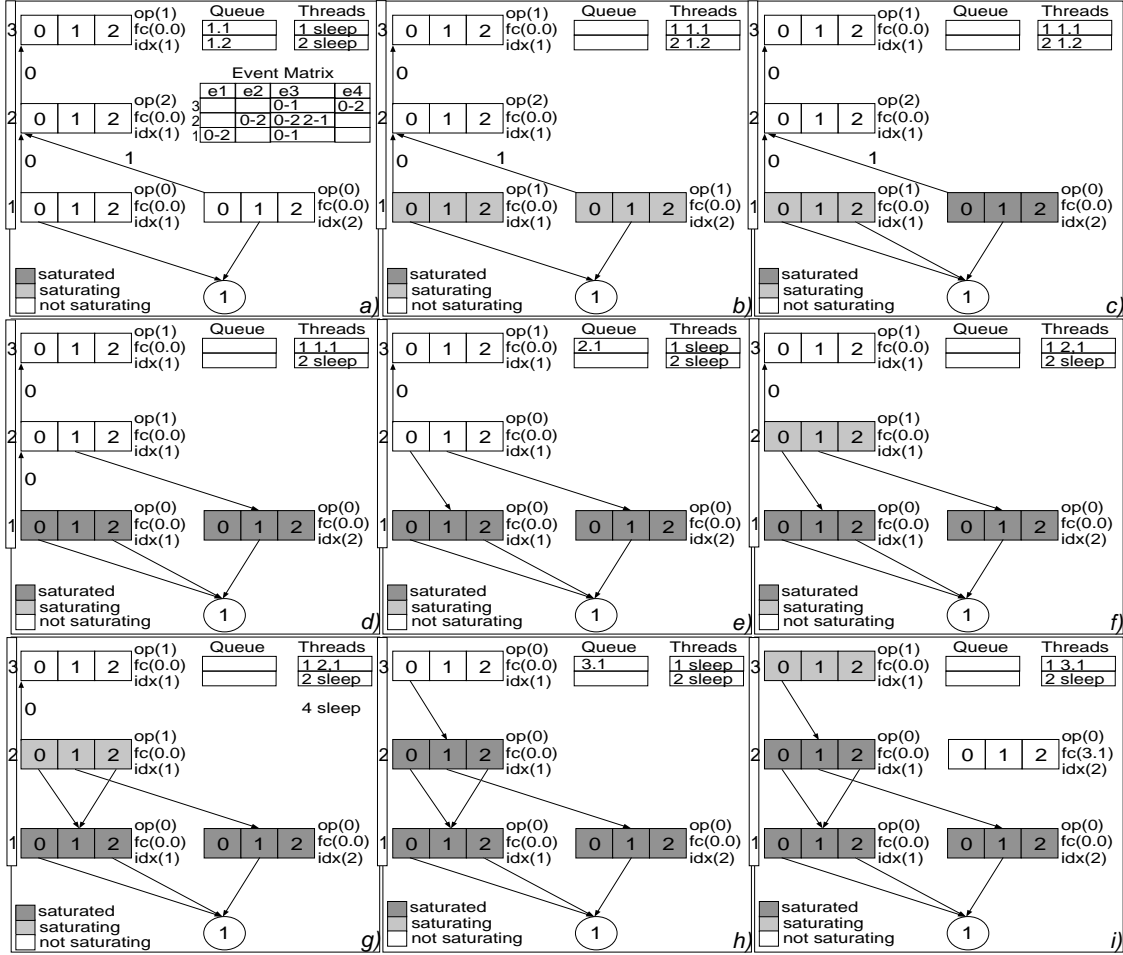 op(1) Queue Threads
3 0 1 2 fc(0.0) 1.1 1 sleep
idx(1) 1.2 2 sleep
0
Event Matrix
e1 e2 e3 e4
op(2)
3 0-1 0-2
2 0 1 2 fc(0.0) 2 0-2 0-2 2-1
idx(1) 1 0-2 0-1
0 1
op(0) op(0)
1 0 1 2 fc(0.0) 0 1 2 fc(0.0)
idx(1) idx(2)
saturated
saturating
not saturating 1 a)
op(1) Queue Threads
3 0 1 2 fc(0.0) 1 1.1
idx(1) 2 1.2
0
op(2)
2 0 1 2 fc(0.0)
idx(1)
0 1
op(1) op(1)
1 0 1 2 fc(0.0) 0 1 2 fc(0.0)
idx(1) idx(2)
saturated
saturating
not saturating 1 b)
op(1) Queue Threads
3 0 1 2 fc(0.0) 1 1.1
idx(1) 2 1.2
0
op(2)
2 0 1 2 fc(0.0)
idx(1)
0 1
op(1) op(0)
1 0 1 2 fc(0.0) 0 1 2 fc(0.0)
idx(1) idx(2)
saturated
saturating
not saturating 1 c)
op(1) Queue Threads
3 0 1 2 fc(0.0) 1 1.1
idx(1) 2 sleep
0
op(1)
2 0 1 2 fc(0.0)
idx(1)
0
op(0) op(0)
1 0 1 2 fc(0.0) 0 1 2 fc(0.0)
idx(1) idx(2)
saturated
saturating
not saturating 1 d)
op(1) Queue Threads
3 0 1 2 fc(0.0) 2.1 1 sleep
idx(1) 2 sleep
0
op(0)
2 0 1 2 fc(0.0)
idx(1)
op(0) op(0)
1 0 1 2 fc(0.0) 0 1 2 fc(0.0)
idx(1) idx(2)
saturated
saturating
not saturating 1 e)
op(1) Queue Threads
3 0 1 2 fc(0.0) 1 2.1
idx(1) 2 sleep
0
op(1)
2 0 1 2 fc(0.0)
idx(1)
op(0) op(0)
1 0 1 2 fc(0.0) 0 1 2 fc(0.0)
idx(1) idx(2)
saturated
saturating
not saturating 1 f)
op(1) Queue Threads
3 0 1 2 fc(0.0) 1 2.1
idx(1) 2 sleep
0 4 sleep
op(1)
2 0 1 2 fc(0.0)
idx(1)
op(0) op(0)
1 0 1 2 fc(0.0) 0 1 2 fc(0.0)
idx(1) idx(2)
saturated
saturating
not saturating 1 g)
op(0) Queue Threads
3 0 1 2 fc(0.0) 3.1 1 sleep
idx(1) 2 sleep
op(0)
2 0 1 2 fc(0.0)
idx(1)
op(0) op(0)
1 0 1 2 fc(0.0) 0 1 2 fc(0.0)
idx(1) idx(2)
saturated
saturating
not saturating 1 h)
op(1) Queue Threads
3 0 1 2 fc(0.0) 1 3.1
idx(1) 2 sleep
op(0) op(0)
2 0 1 2 fc(0.0) 0 1 2 fc(3.1)
idx(1) idx(2)
op(0) op(0)
1 0 1 2 fc(0.0) 0 1 2 fc(0.0)
idx(1) idx(2)
saturated
saturating
not saturating 1 i)